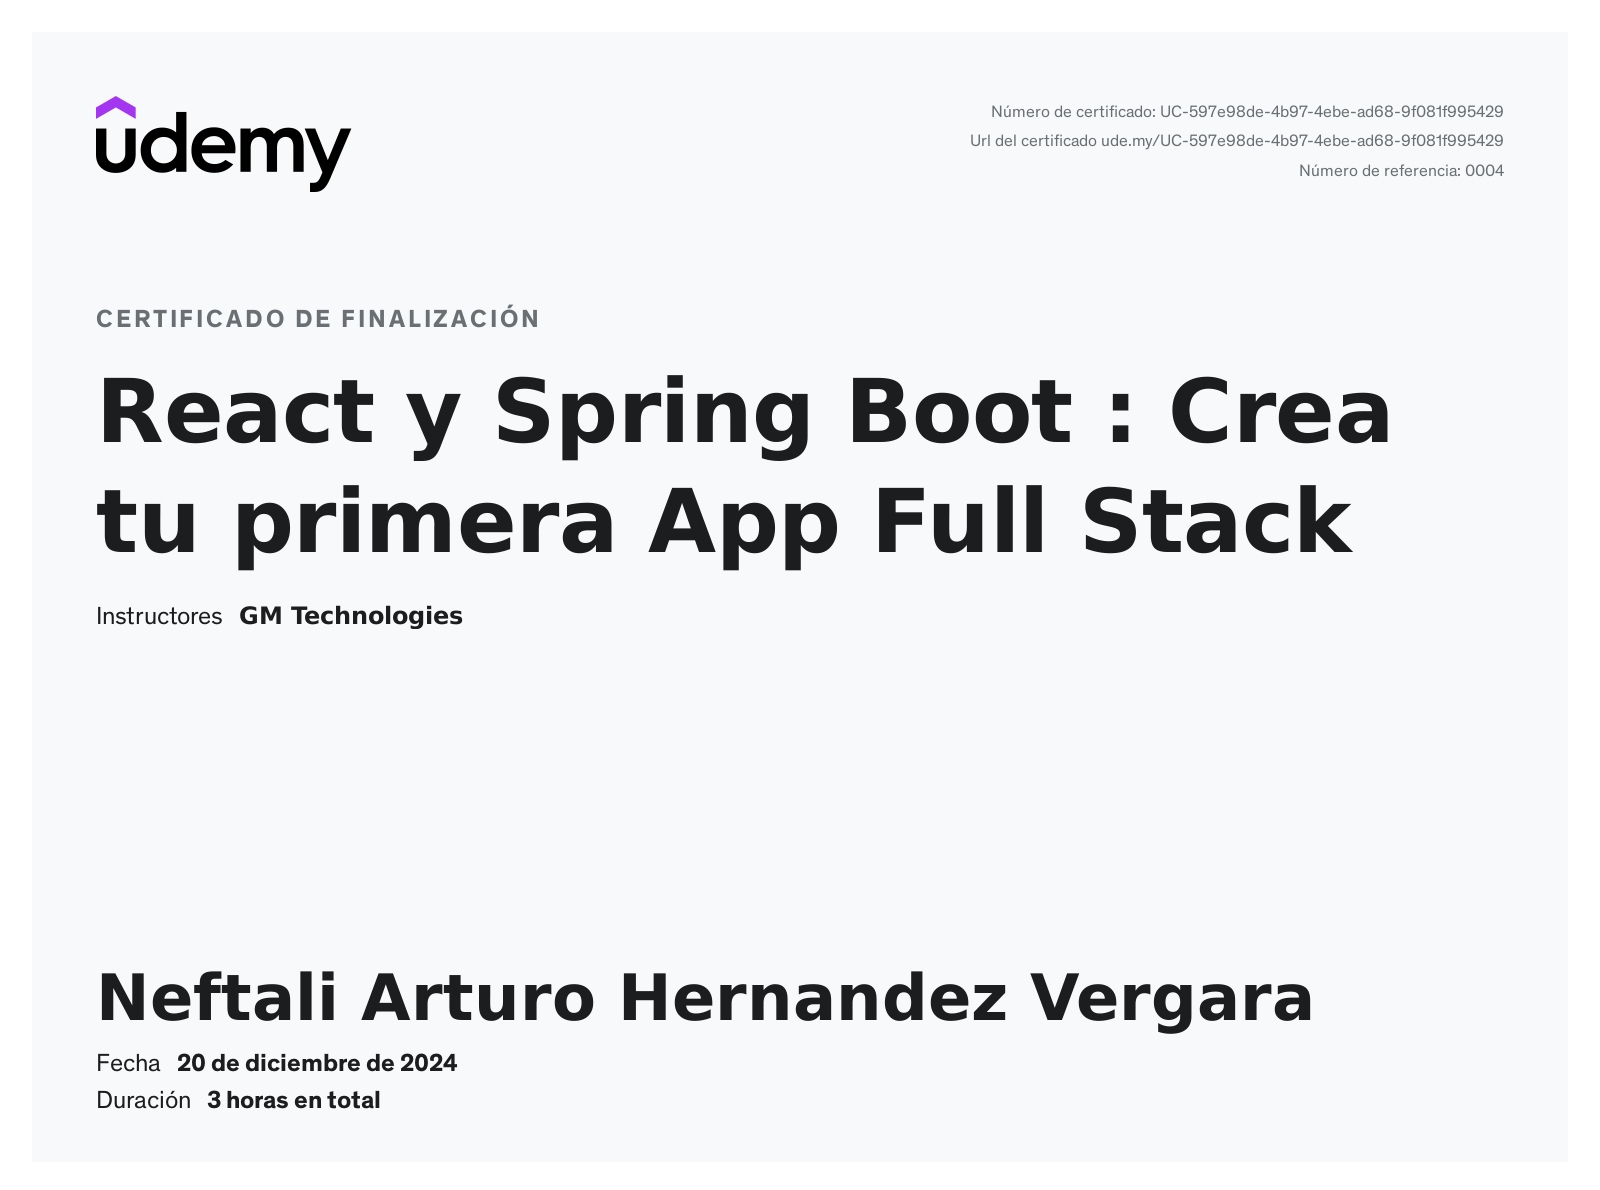 udemy
Número de certificado: UC-597e98de-4b97-4ebe-ad68-9f081f995429
Url del certificado ude.my/UC-597e98de-4b97-4ebe-ad68-9f081f995429
Número de referencia: 0004
CERTIFICADO DE FINALIZACIÓN
React y Spring Boot : Crea
tu primera App Full Stack
Instructores GM Technologies
Neftali Arturo Hernandez Vergara
Fecha 20 de diciembre de 2024
Duración 3 horas en total